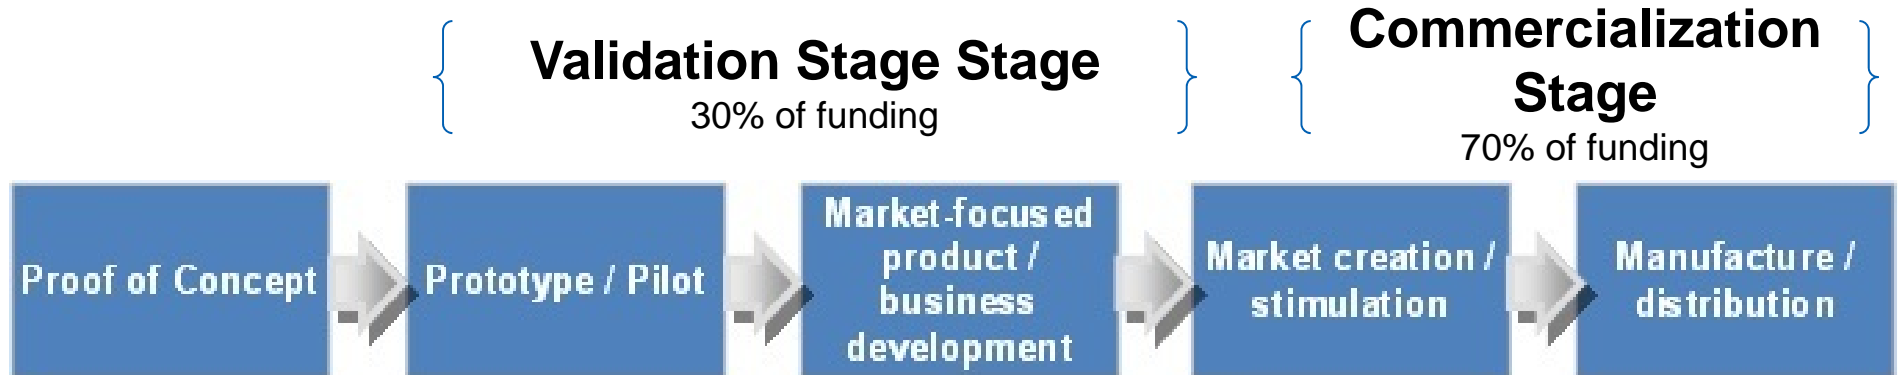 Validation Stage Stage
30% of funding
Commercialization
Stage
70% of funding
Proof of Concept
Prototype / Pilot
Market-focused
product /
business
development
Market creation /
stimulation
Manufacture /
distribution